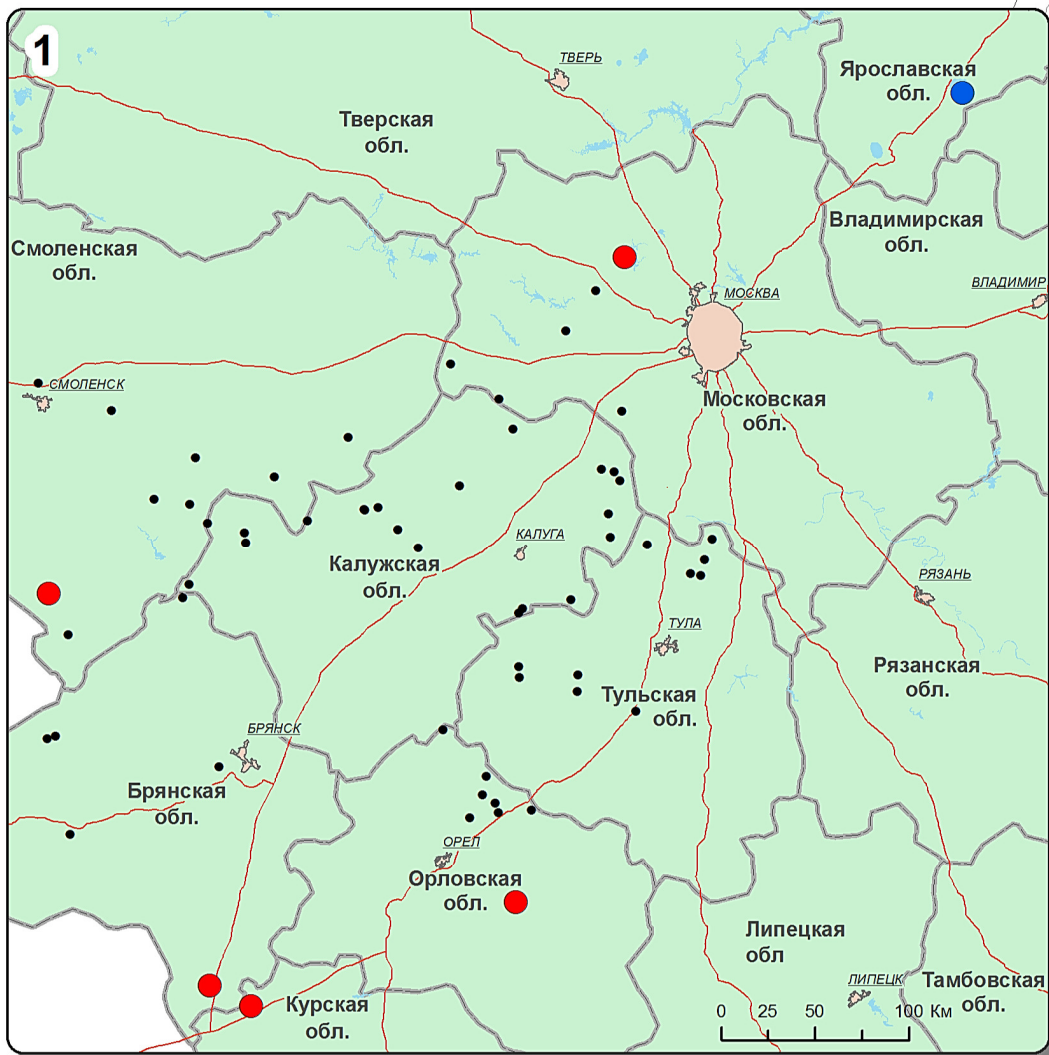 1
ТВЕРЬ
Ярославская
обл.
Тверская
обл.
Владимирская
обл.
Смоленская
обл.
ВЛАДИМИР
МОСКВА
СМОЛЕНСК
Московская
обл.
КАЛУГА
Калужская
обл.
РЯЗАНЬ
ТУЛА
Рязанская
обл.
Тульская
обл.
БРЯНСК
Брянская
обл.
ОРЕЛ
Орловская
обл.
Липецкая
обл
ЛИПЕЦК
Тамбовская
обл.
Курская
обл.
0 25 50 100 Км